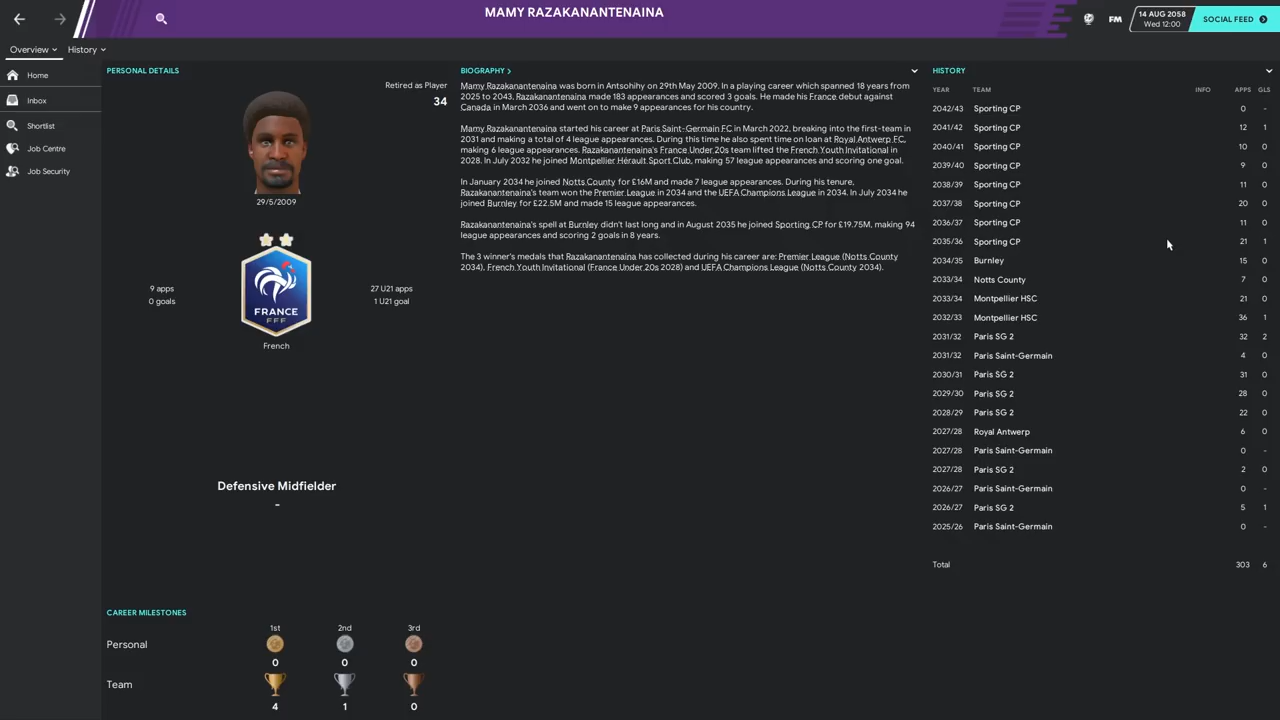 MAMY RAZAKANANTENAINA
14 AUG 2058
Wed 12:00
FM
SOCIAL FEED
Overview
History
Home
Inbox
Shortlist
Job Centre
Job Security
PERSONAL DETAILS
Retired as Player
34
29/5/2009
9 apps
0 goals
FRANCE
FFF
27 U21 apps
1 U21 goal
French
Defensive Midfielder
-
CAREER MILESTONES
1st 2nd 3rd
Personal
0 0 0
Team
4 1 0
BIOGRAPHY
Mamy Razakanantenaina was born in Antsohihy on 29th May 2009. In a playing career which spanned 18 years from
2025 to 2043, Razakanantenaina made 183 appearances and scored 3 goals. He made his France debut against
Canada in March 2036 and went on to make 9 appearances for his country.
Mamy Razakanantenaina started his career at Paris Saint-Germain FC in March 2022, breaking into the first-team in
2031 and making a total of 4 league appearances. During this time he also spent time on loan at Royal Antwerp FC,
making 6 league appearances. Razakanantenaina's France Under 20s team lifted the French Youth Invitational in
2028. In July 2032 he joined Montpellier Hérault Sport Club, making 57 league appearances and scoring one goal.
In January 2034 he joined Notts County for £16M and made 7 league appearances. During his tenure,
Razakanantenaina's team won the Premier League in 2034 and the UEFA Champions League in 2034. In July 2034 he
joined Burnley for £22.5M and made 15 league appearances.
Razakanantenaina's spell at Burnley didn't last long and in August 2035 he joined Sporting CP for £19.75M, making 94
league appearances and scoring 2 goals in 8 years.
The 3 winner's medals that Razakanantenaina has collected during his career are: Premier League (Notts County
2034), French Youth Invitational (France Under 20s 2028) and UEFA Champions League (Notts County 2034).
HISTORY
YEAR TEAM INFO APPS GLS
2042/43 Sporting CP 0 -
2041/42 Sporting CP 12 1
2040/41 Sporting CP 10 0
2039/40 Sporting CP 9 0
2038/39 Sporting CP 11 0
2037/38 Sporting CP 20 0
2036/37 Sporting CP 11 0
2035/36 Sporting CP 21 1
2034/35 Burnley 15 0
2033/34 Notts County 7 0
2033/34 Montpellier HSC 21 0
2032/33 Montpellier HSC 36 1
2031/32 Paris SG 2 32 2
2031/32 Paris Saint-Germain 4 0
2030/31 Paris SG 2 31 0
2029/30 Paris SG 2 28 0
2028/29 Paris SG 2 22 0
2027/28 Royal Antwerp 6 0
2027/28 Paris Saint-Germain 0 -
2027/28 Paris SG 2 2 0
2026/27 Paris Saint-Germain 0 -
2026/27 Paris SG 2 5 1
2025/26 Paris Saint-Germain 0 -
Total 303 6